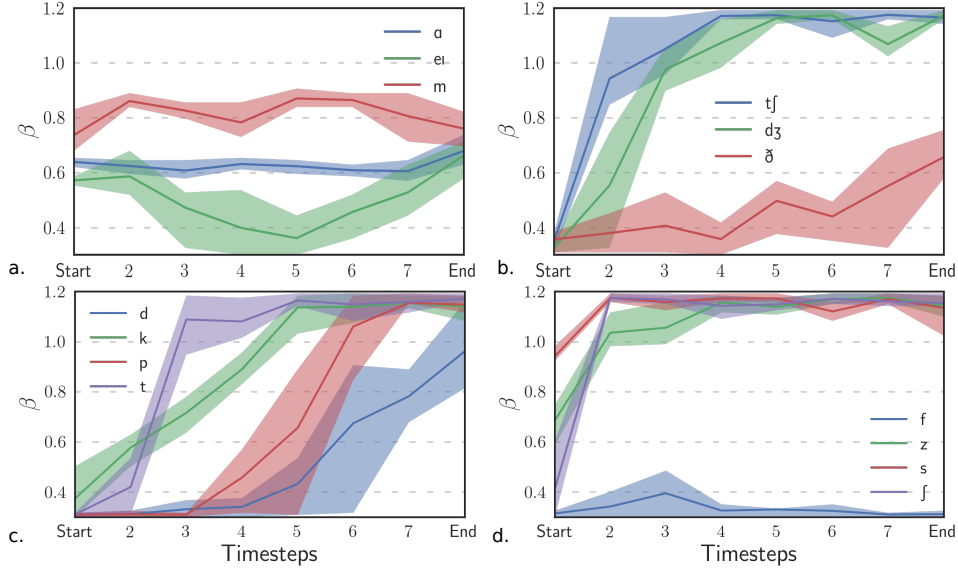 1.2
1.0
0.8
0.6
0.4
β
ɑ
eɪ
m
a.
Start 2 3 4 5 6 7 End
1.2
1.0
0.8
0.6
0.4
β
tʃ
dʒ
ð
b.
Start 2 3 4 5 6 7 End
1.2
1.0
0.8
0.6
0.4
β
d
k
p
t
c.
Start 2 3 4 5 6 7 End
Timesteps
1.2
1.0
0.8
0.6
0.4
β
f
z
s
ʃ
d.
Start 2 3 4 5 6 7 End
Timesteps